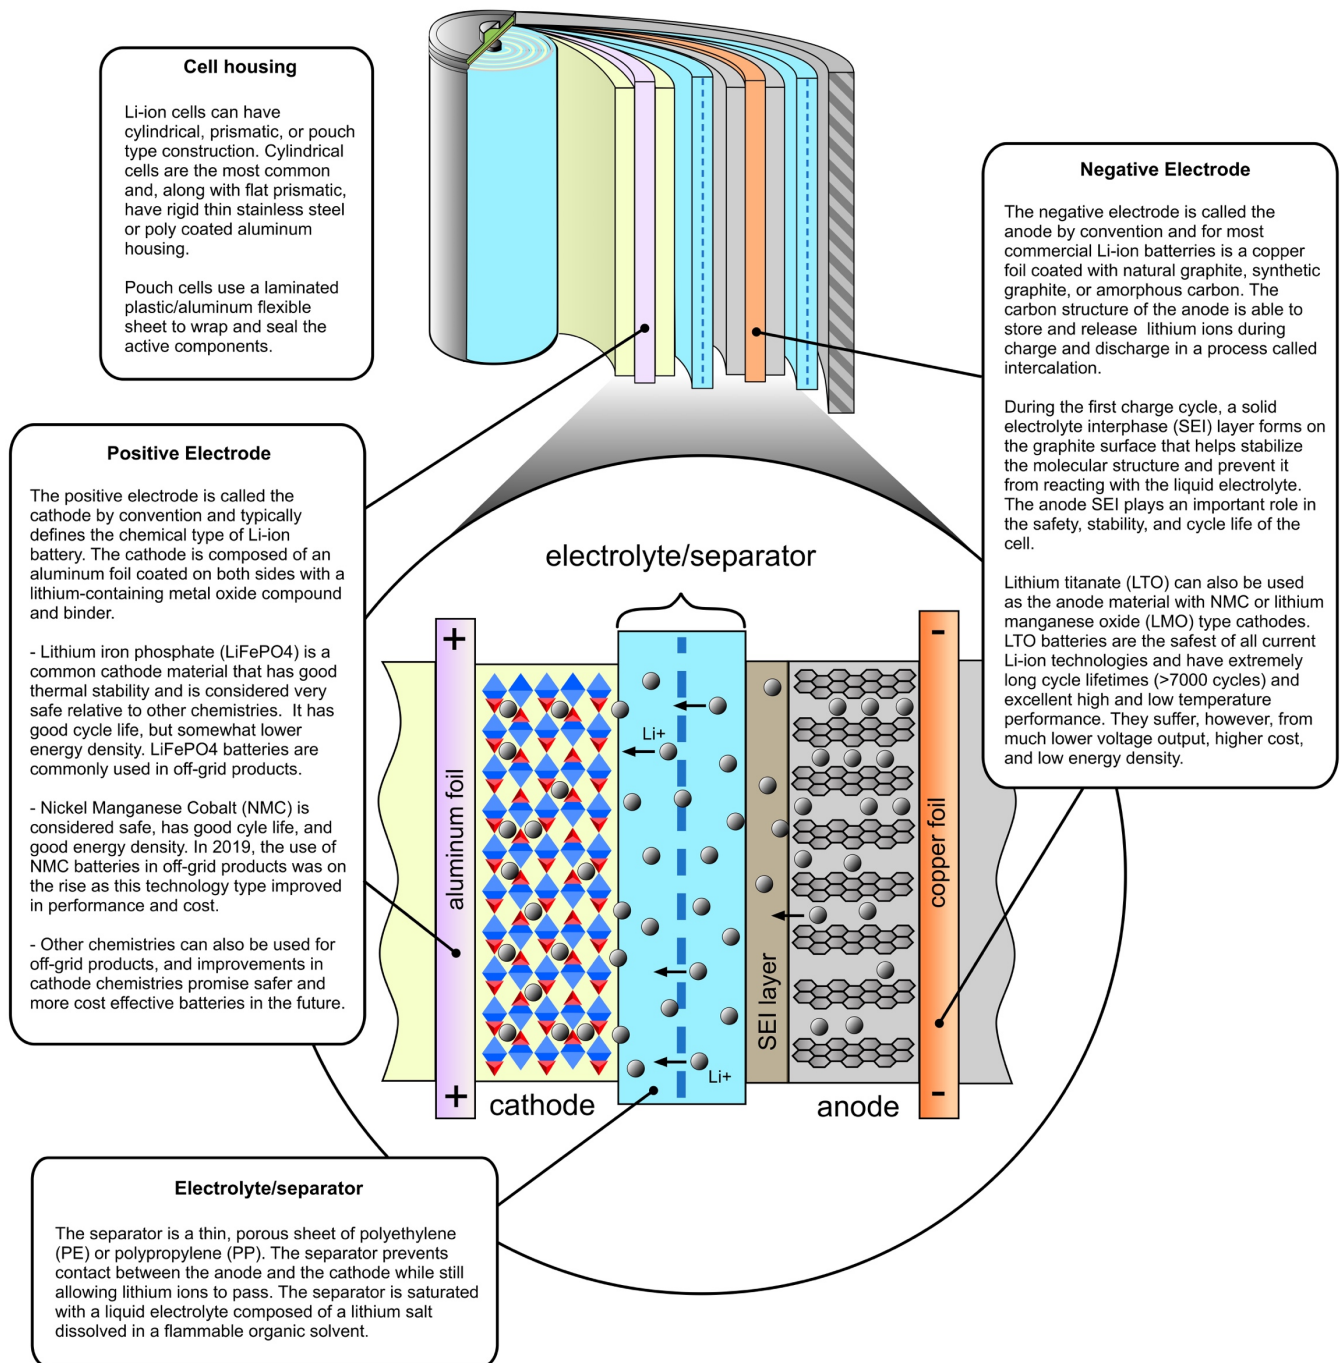 Cell housing
Li-ion cells can have
cylindrical, prismatic, or pouch
type construction. Cylindrical
cells are the most common
and, along with flat prismatic,
have rigid thin stainless steel
or poly coated aluminum
housing.
Pouch cells use a laminated
plastic/aluminum flexible
sheet to wrap and seal the
active components.
Negative Electrode
The negative electrode is called the
anode by convention and for most
commercial Li-ion batterries is a copper
foil coated with natural graphite, synthetic
graphite, or amorphous carbon. The
carbon structure of the anode is able to
store and release lithium ions during
charge and discharge in a process called
intercalation.
During the first charge cycle, a solid
electrolyte interphase (SEI) layer forms on
the graphite surface that helps stabilize
the molecular structure and prevent it
from reacting with the liquid electrolyte.
The anode SEI plays an important role in
the safety, stability, and cycle life of the
cell.
Lithium titanate (LTO) can also be used
as the anode material with NMC or lithium
manganese oxide (LMO) type cathodes.
LTO batteries are the safest of all current
Li-ion technologies and have extremely
long cycle lifetimes (>7000 cycles) and
excellent high and low temperature
performance. They suffer, however, from
much lower voltage output, higher cost,
and low energy density.
Positive Electrode
The positive electrode is called the
cathode by convention and typically
defines the chemical type of Li-ion
battery. The cathode is composed of an
aluminum foil coated on both sides with a
lithium-containing metal oxide compound
and binder.
- Lithium iron phosphate (LiFePO4) is a
common cathode material that has good
thermal stability and is considered very
safe relative to other chemistries. It has
good cycle life, but somewhat lower
energy density. LiFePO4 batteries are
commonly used in off-grid products.
- Nickel Manganese Cobalt (NMC) is
considered safe, has good cyle life, and
good energy density. In 2019, the use of
NMC batteries in off-grid products was on
the rise as this technology type improved
in performance and cost.
- Other chemistries can also be used for
off-grid products, and improvements in
cathode chemistries promise safer and
more cost effective batteries in the future.
electrolyte/separator
+
-
Li+
aluminum foil
SEI layer
copper foil
Li+
+
-
cathode
anode
Electrolyte/separator
The separator is a thin, porous sheet of polyethylene
(PE) or polypropylene (PP). The separator prevents
contact between the anode and the cathode while still
allowing lithium ions to pass. The separator is saturated
with a liquid electrolyte composed of a lithium salt
dissolved in a flammable organic solvent.